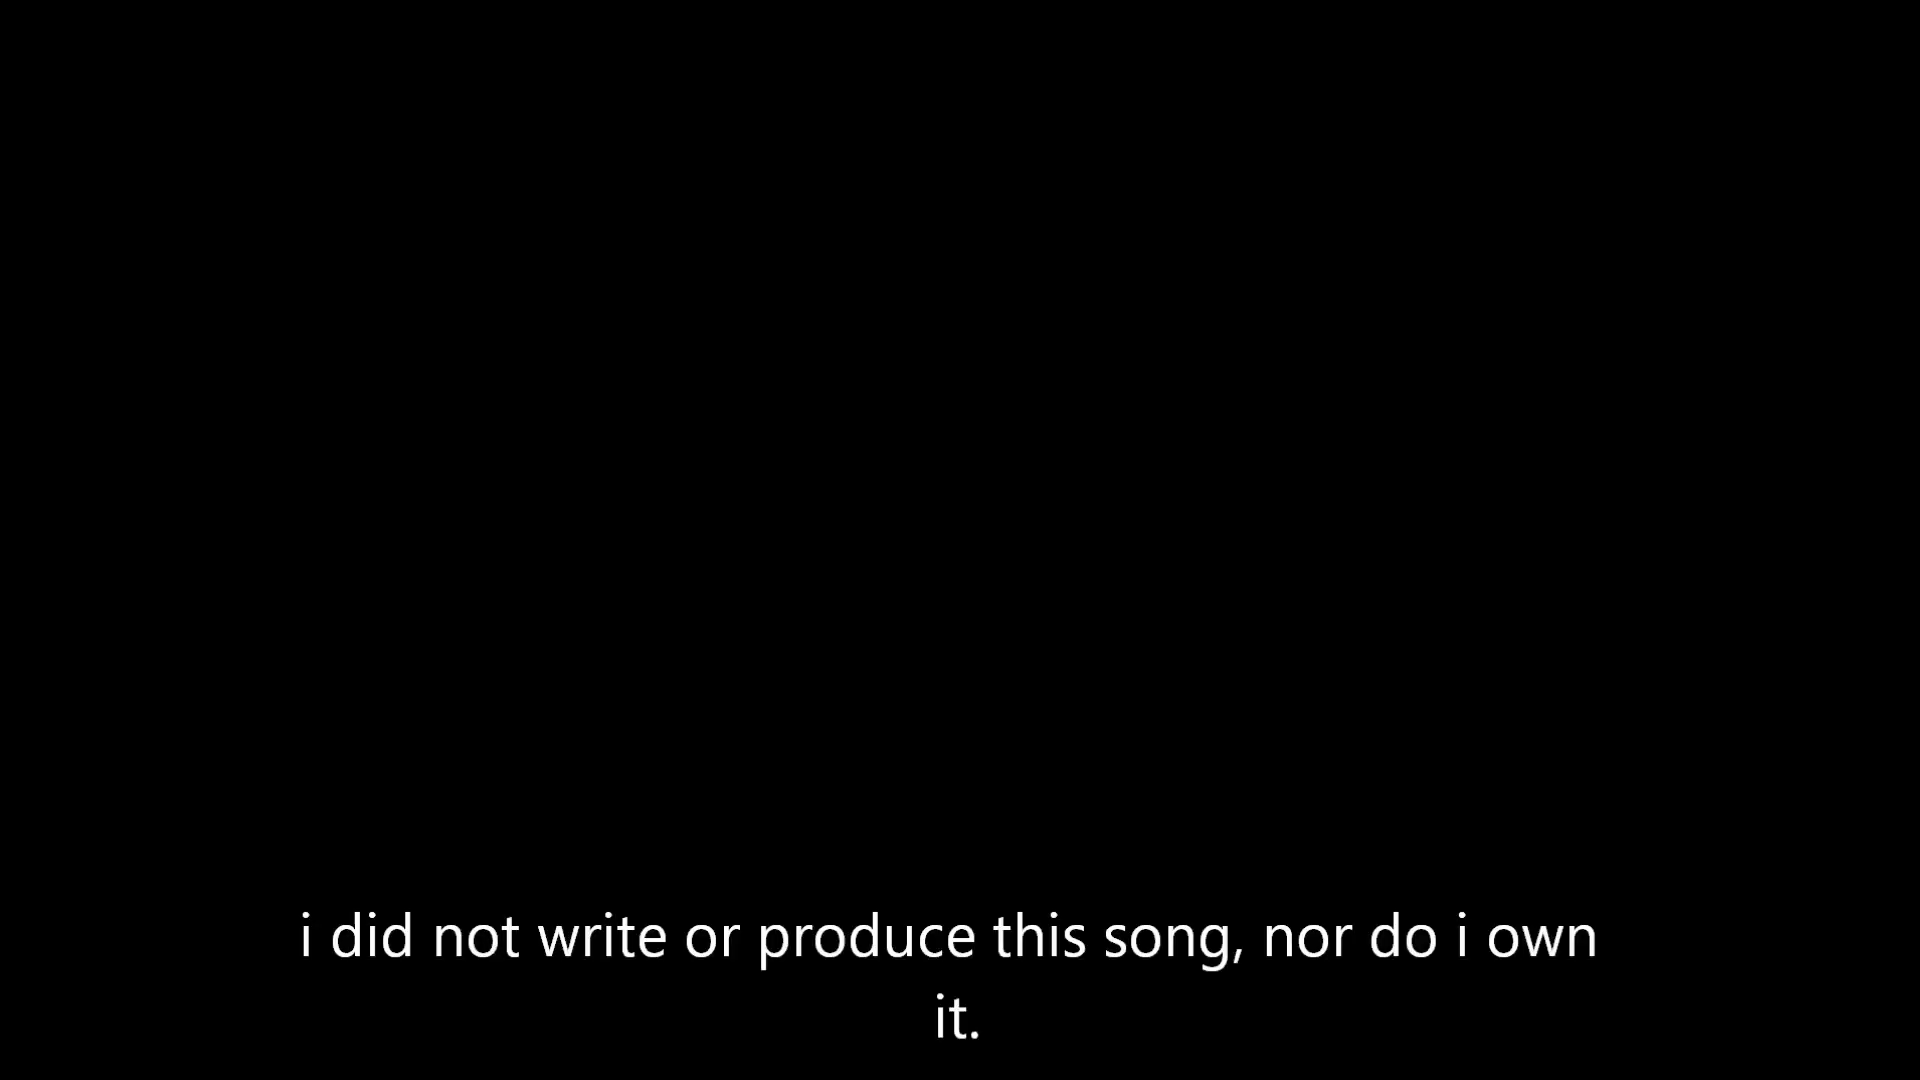 i did not write or produce this song, nor do i own
it.